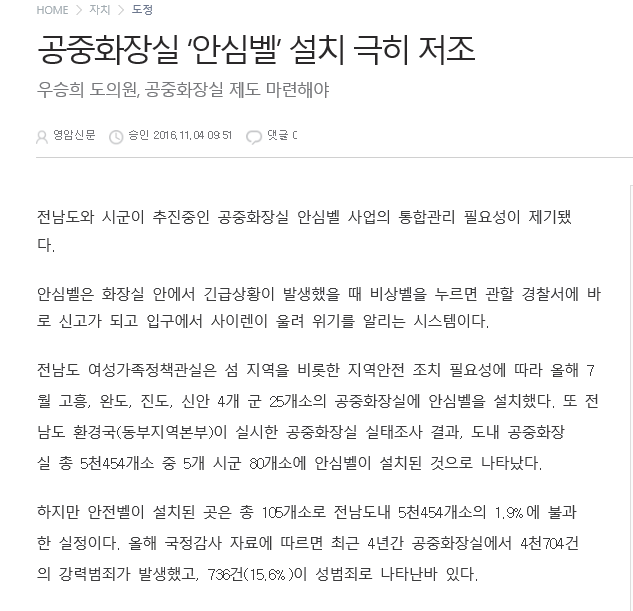 HOME > 자치 > 도정
공중화장실 ‘안심벨’ 설치 극히 저조
우승희 도의원, 공중화장실 제도 마련해야
영암신문 승인 2016.11.04 09:51 댓글 0
전남도와 시군이 추진중인 공중화장실 안심벨 사업의 통합관리 필요성이 제기됐
다.
안심벨은 화장실 안에서 긴급상황이 발생했을 때 비상벨을 누르면 관할 경찰서에 바
로 신고가 되고 입구에서 사이렌이 울려 위기를 알리는 시스템이다.
전남도 여성가족정책관실은 섬 지역을 비롯한 지역안전 조치 필요성에 따라 올해 7
월 고흥, 완도, 진도, 신안 4개 군 25개소의 공중화장실에 안심벨을 설치했다. 또 전
남도 환경국(동부지역본부)이 실시한 공중화장실 실태조사 결과, 도내 공중화장
실 총 5천454개소 중 5개 시군 80개소에 안심벨이 설치된 것으로 나타났다.
하지만 안전벨이 설치된 곳은 총 105개소로 전남도내 5천454개소의 1.9%에 불과
한 실정이다. 올해 국정감사 자료에 따르면 최근 4년간 공중화장실에서 4천704건
의 강력범죄가 발생했고, 736건(15.6%)이 성범죄로 나타난바 있다.